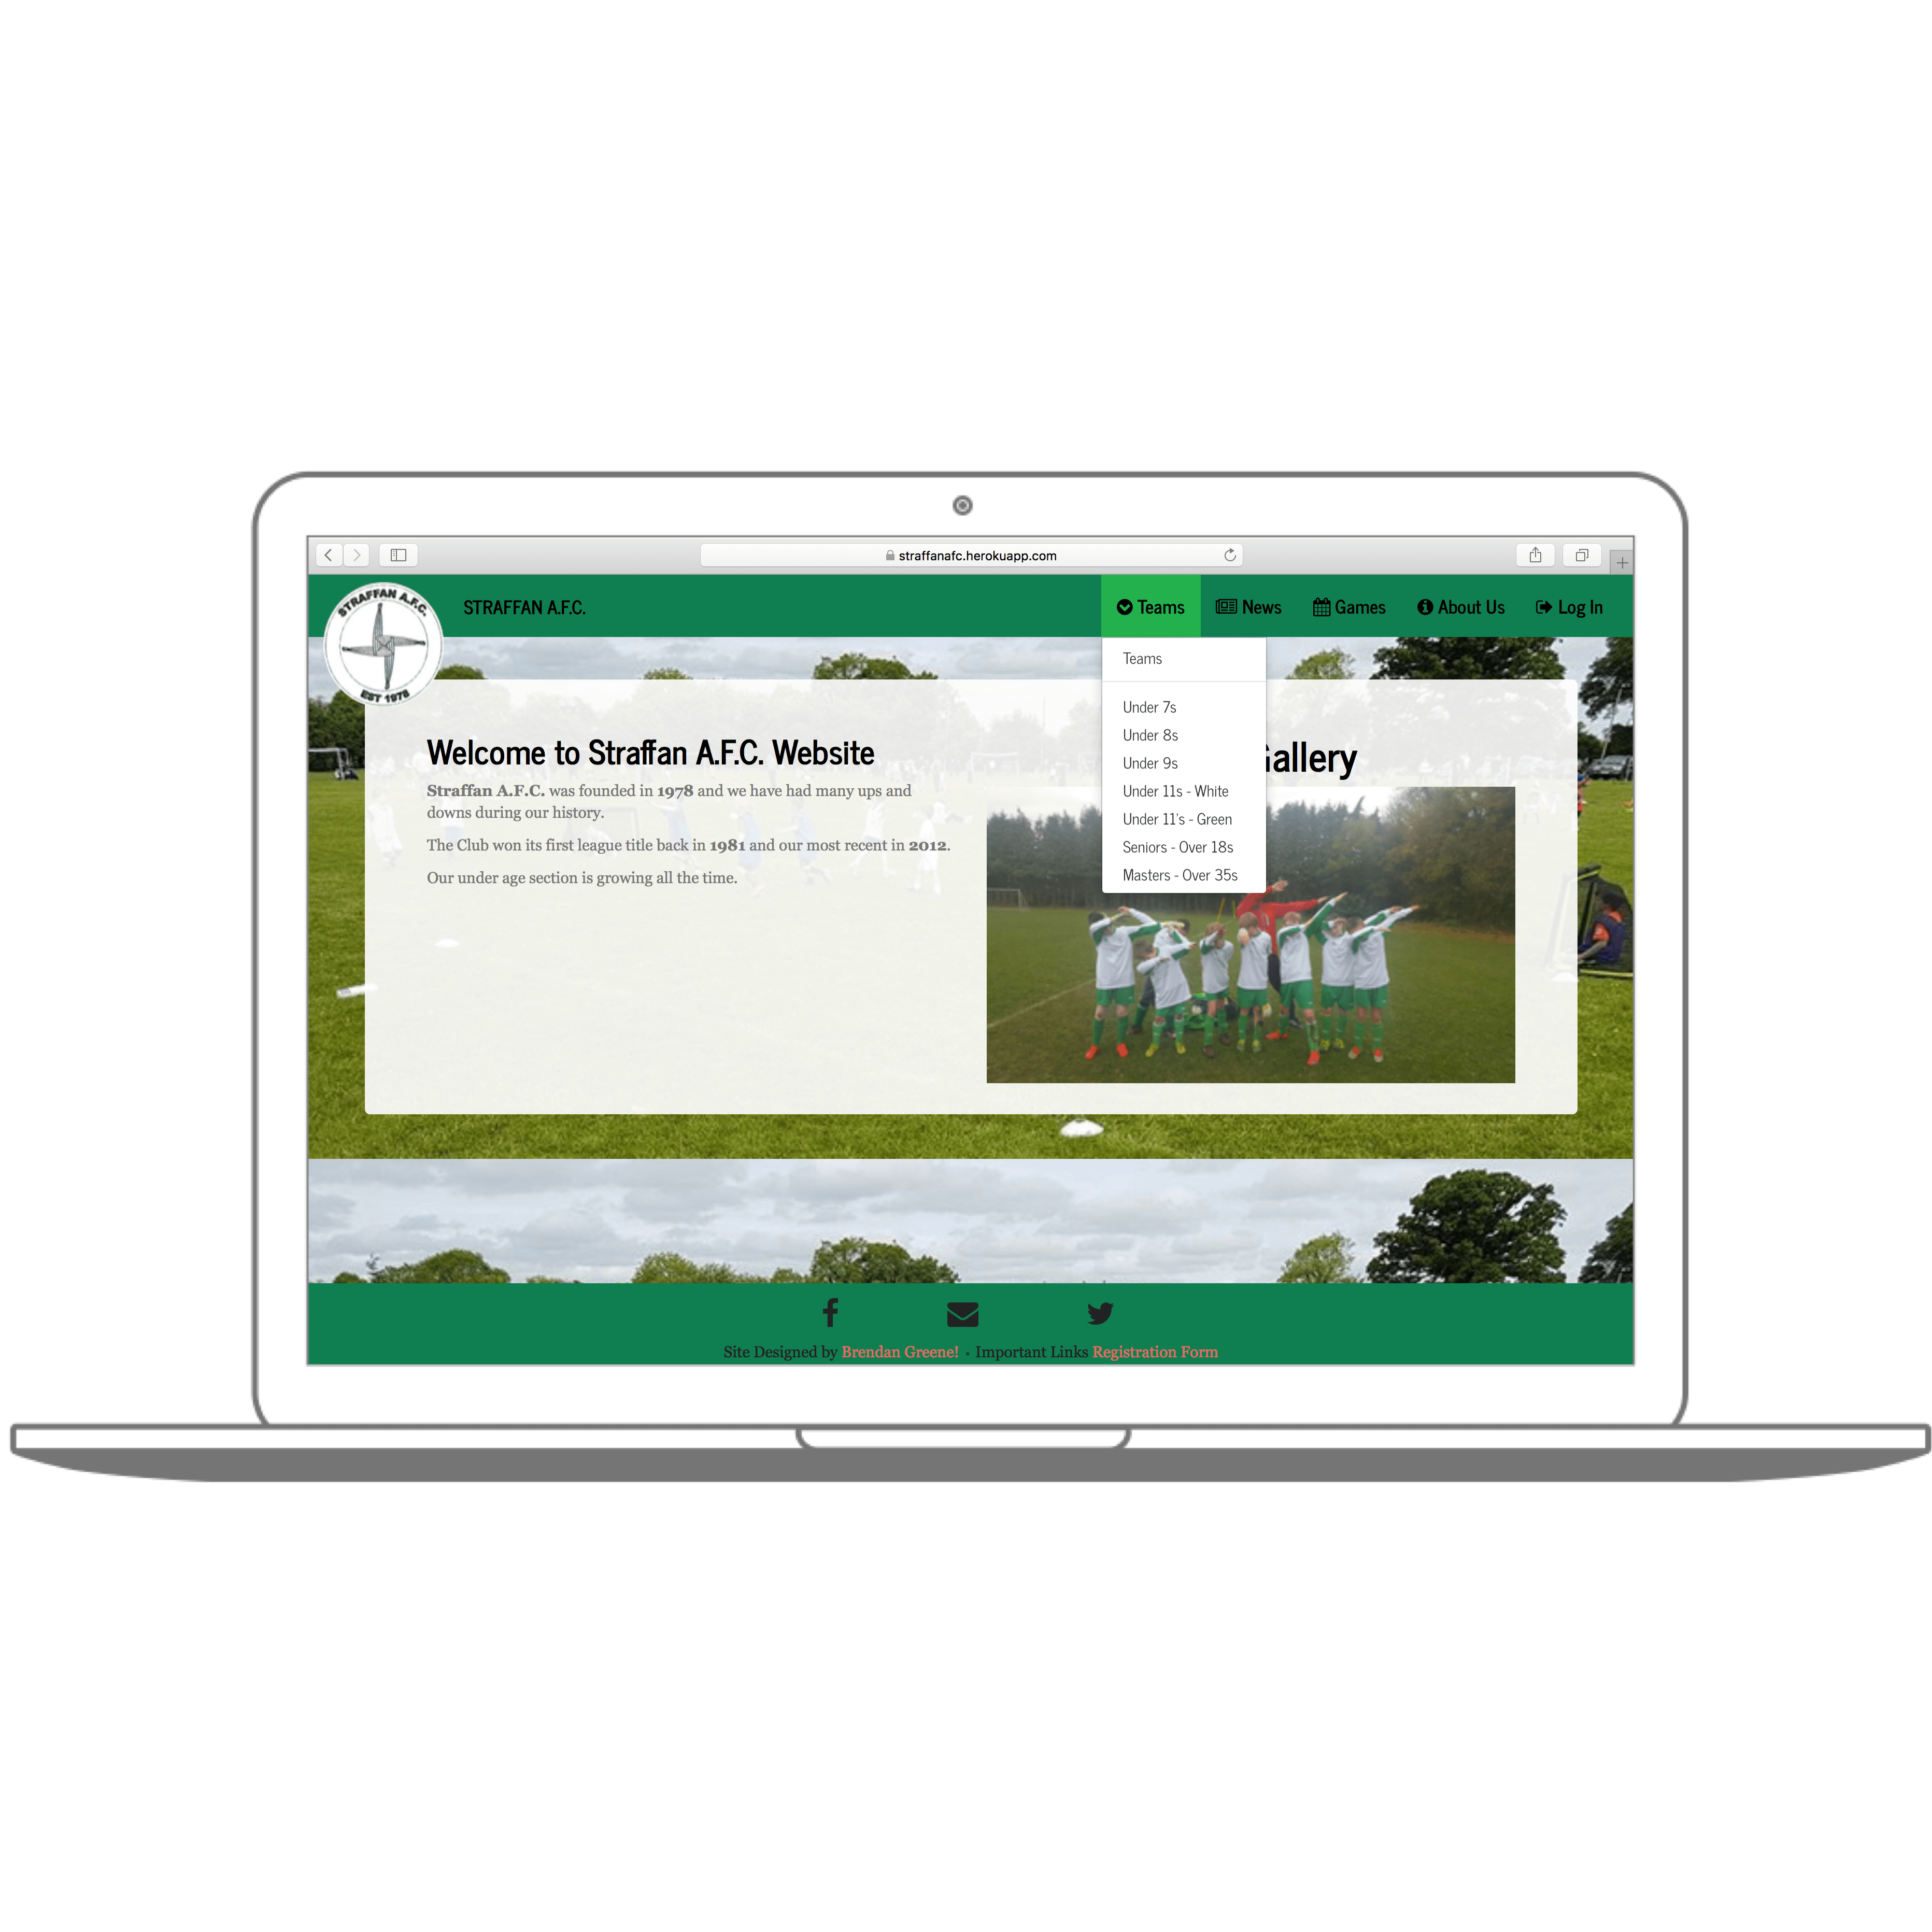 straffanafc.herokuapp.com
STRAFFAN A.F.C.
EST 1978
STRAFFAN A.F.C.
Teams
News
Games
About Us
Log In
Teams
Under 7s
Under 8s
Under 9s
Under 11s - White
Under 11's - Green
Seniors - Over 18s
Masters - Over 35s
Welcome to Straffan A.F.C. Website
Straffan A.F.C. was founded in 1978 and we have had many ups and
downs during our history.
The Club won its first league title back in 1981 and our most recent in 2012.
Our under age section is growing all the time.
allery
Site Designed by Brendan Greene! • Important Links Registration Form